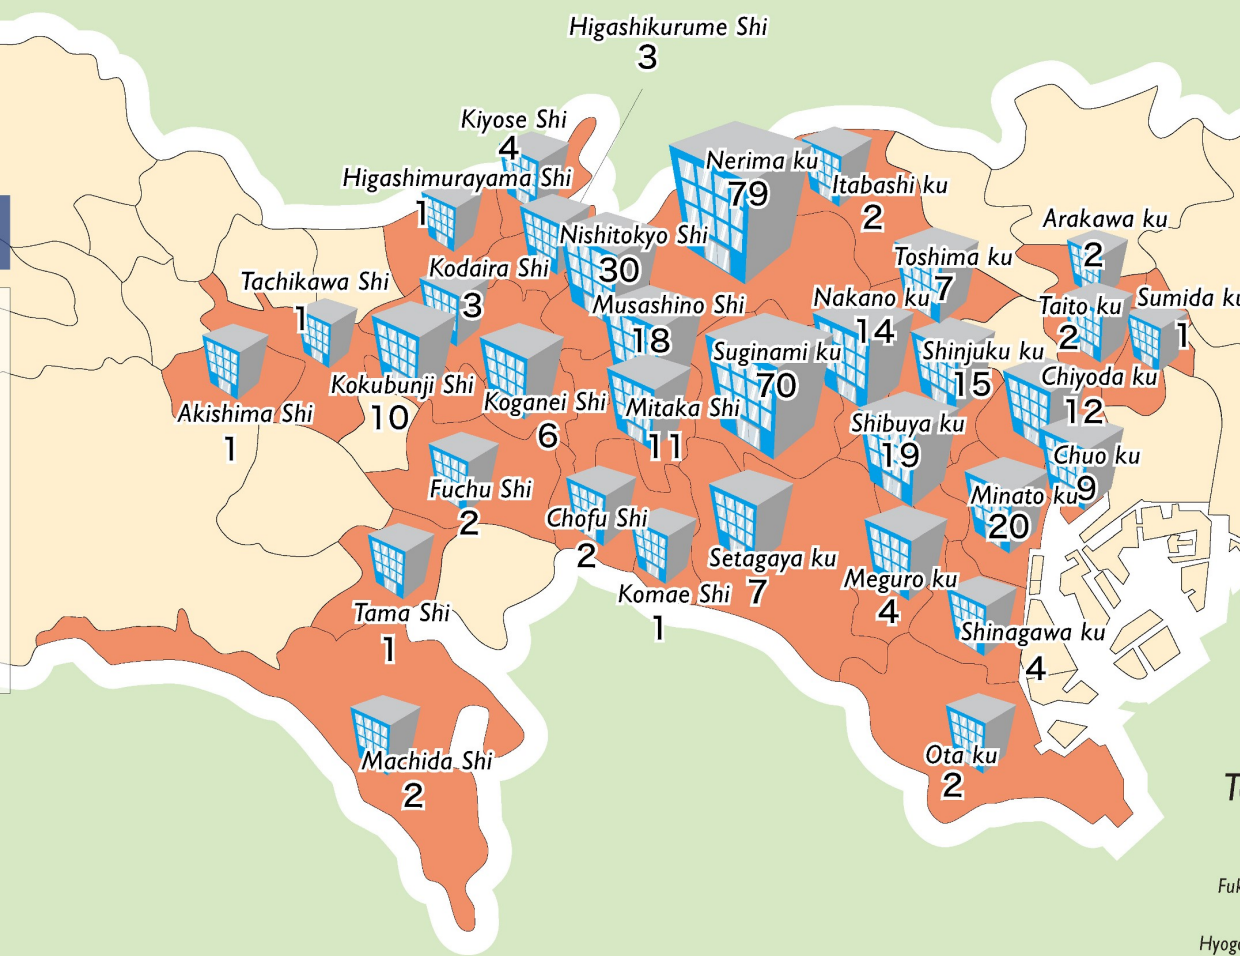 Higashikurume Shi
3
Kiyose Shi
4
Higashimurayama Shi
1
Nerima ku
79
Itabashi ku
2
Arakawa ku
2
Nishitokyo Shi
30
Toshima ku
7
Kodaira Shi
3
Tachikawa Shi
1
Musashino Shi
18
Nakano ku
14
Taito ku
2
Sumida ku
1
Suginami ku
70
Shinjuku ku
15
Chiyoda ku
12
Kokubunji Shi
10
Koganei Shi
6
Mitaka Shi
11
Akishima Shi
1
Shibuya ku
19
Chuo ku
9
Minato ku
20
Fuchu Shi
2
Chofu Shi
2
Setagaya ku
7
Komae Shi
1
Meguro ku
4
Tama Shi
1
Shinagawa ku
4
Machida Shi
2
Ota ku
2